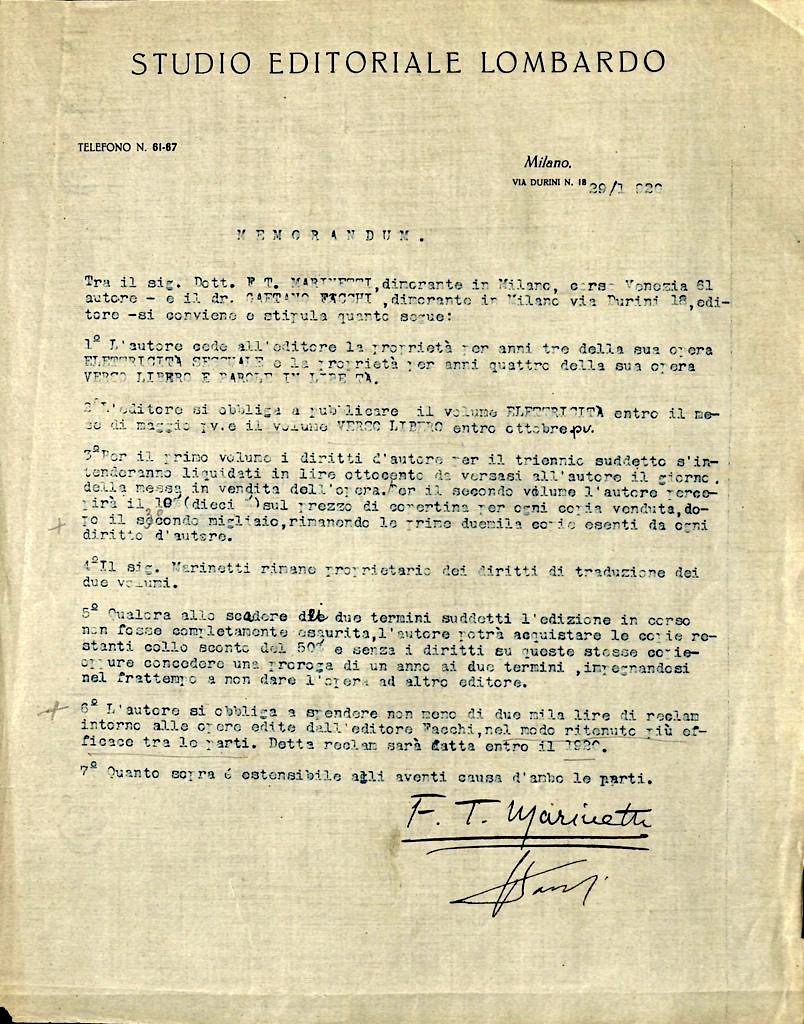 STUDIO EDITORIALE LOMBARDO
TELEFONO N. 61-67
Milano.
VIA DURINI N. 18 29/1 920
MEMORANDUM.
Tra il sig. Dott. F T. MARINETTI,dimorante in Milano, corso Venezia 61
autore - e il dr. GAETANO FACCHI ,dimorante in Milano via Durini 18,edi-
tore -si conviene e stipula quanto segue:
1º L'autore cede all'editore la proprietà per anni tre della sua opera
ELETTRICITÀ SESSUALE e la proprietà per anni quattro della sua opera
VERSO LIBERO E PAROLE IN LIBERTÀ.
2º L'editore si obbliga a pubblicare il volume ELETTRICITÀ entro il me-
se di maggio pv.e il volume VERSO LIBERO entro ottobre pv.
3º Per il primo volume i diritti d'autore per il triennio suddetto s'in-
tenderanno liquidati in lire ottocento da versasi all'autore il giorno.
della messa in vendita dell'opera.Per il secondo volume l'autore perce-
pirà il 10% (dieci %)sul prezzo di copertina per ogni copia venduta,do-
po il secondo migliaio,rimanendo le prime duemila copie esenti da ogni
diritto d'autore.
4º Il sig. Marinetti rimane proprietario dei diritti di traduzione dei
due volumi.
5º Qualora allo scadere dei due termini suddetti l'edizione in corso
non fosse completamente esaurita,l'autore potrà acquistare le copie re-
stanti collo sconto del 50% e senza i diritti su queste stesse copie-
oppure concedere una proroga di un anno ai due termini ,impegnandosi
nel frattempo a non dare l'opera ad altro editore.
6º L'autore si obbliga a spendere non meno di due mila lire di reclam
intorno alle opere edite dall'editore Facchi,nel modo ritenuto più ef-
ficace tra le parti. Detta reclam sarà fatta entro il 1920.
7º Quanto sopra é estensibile agli aventi causa d'ambo le parti.
F. T. Marinetti